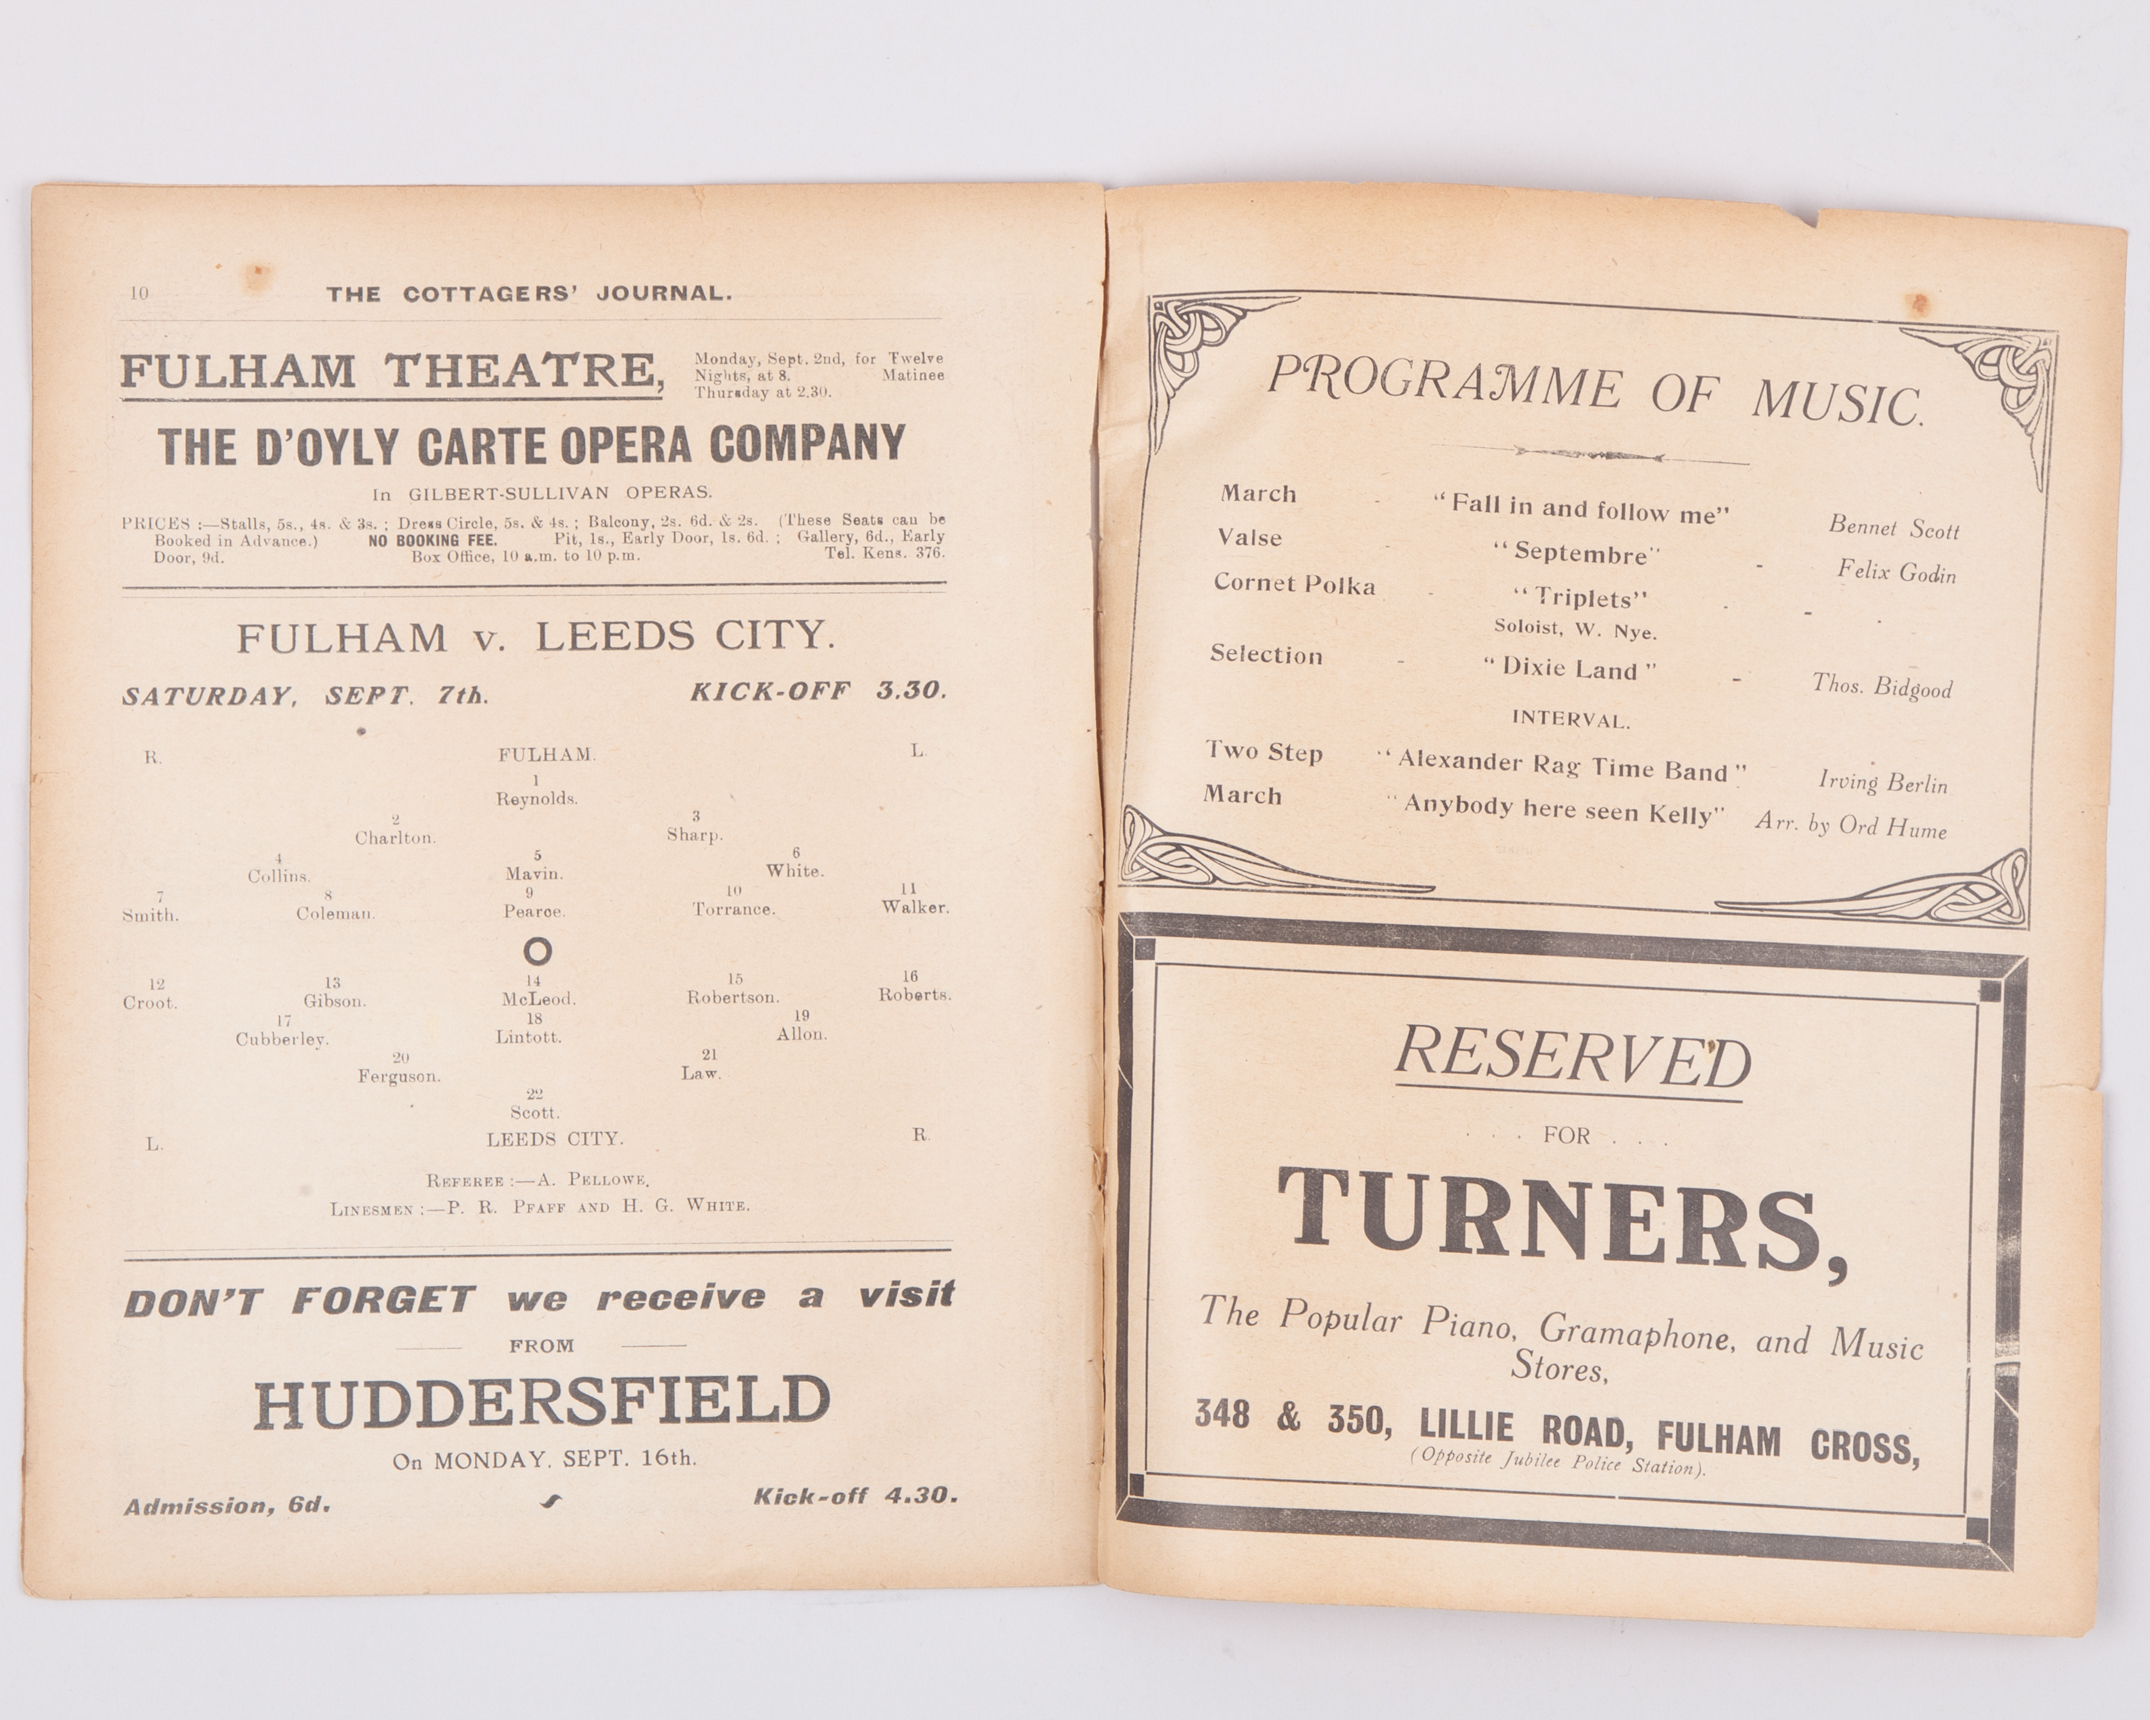 10
THE COTTAGERS' JOURNAL.
FULHAM THEATRE,
Monday, Sept. 2nd, for Twelve
Nights, at 8. Matinee
Thursday at 2.30.
THE D'OYLY CARTE OPERA COMPANY
In GILBERT-SULLIVAN OPERAS.
PRICES :—Stalls, 5s., 4s. & 3s. ; Dress Circle, 5s. & 4s. ; Balcony, 2s. 6d. & 2s. (These Seats can be
Booked in Advance.) NO BOOKING FEE. Pit, 1s., Early Door, 1s. 6d. ; Gallery, 6d., Early
Door, 9d. Box Office, 10 a.m. to 10 p.m. Tel. Kens. 376.
FULHAM v. LEEDS CITY.
SATURDAY, SEPT. 7th. KICK-OFF 3.30.
R. FULHAM. L.
1
Reynolds.
2 3
Charlton. Sharp.
4 5 6
Collins. Mavin. White.
7 8 9 10 11
Smith. Coleman. Pearce. Torrance. Walker.
O
12 13 14 15 16
Croot. Gibson. McLeod. Robertson. Roberts.
17 18 19
Cubberley. Lintott. Allon.
20 21
Ferguson. Law.
22
Scott.
L. LEEDS CITY. R.
REFEREE :—A. PELLOWE.
LINESMEN :—P. R. PFAFF AND H. G. WHITE.
DON'T FORGET we receive a visit
FROM
HUDDERSFIELD
On MONDAY. SEPT. 16th.
Admission, 6d. Kick-off 4.30.
PROGRAMME OF MUSIC.
March - "Fall in and follow me" Bennet Scott
Valse - "Septembre" - Felix Godin
Cornet Polka - "Triplets" - - -
Soloist, W. Nye.
Selection - "Dixie Land" - Thos. Bidgood
INTERVAL.
Two Step "Alexander Rag Time Band" Irving Berlin
March "Anybody here seen Kelly" Arr. by Ord Hume
RESERVED
. . . FOR . . .
TURNERS,
The Popular Piano, Gramaphone, and Music
Stores,
348 & 350, LILLIE ROAD, FULHAM CROSS,
(Opposite Jubilee Police Station).